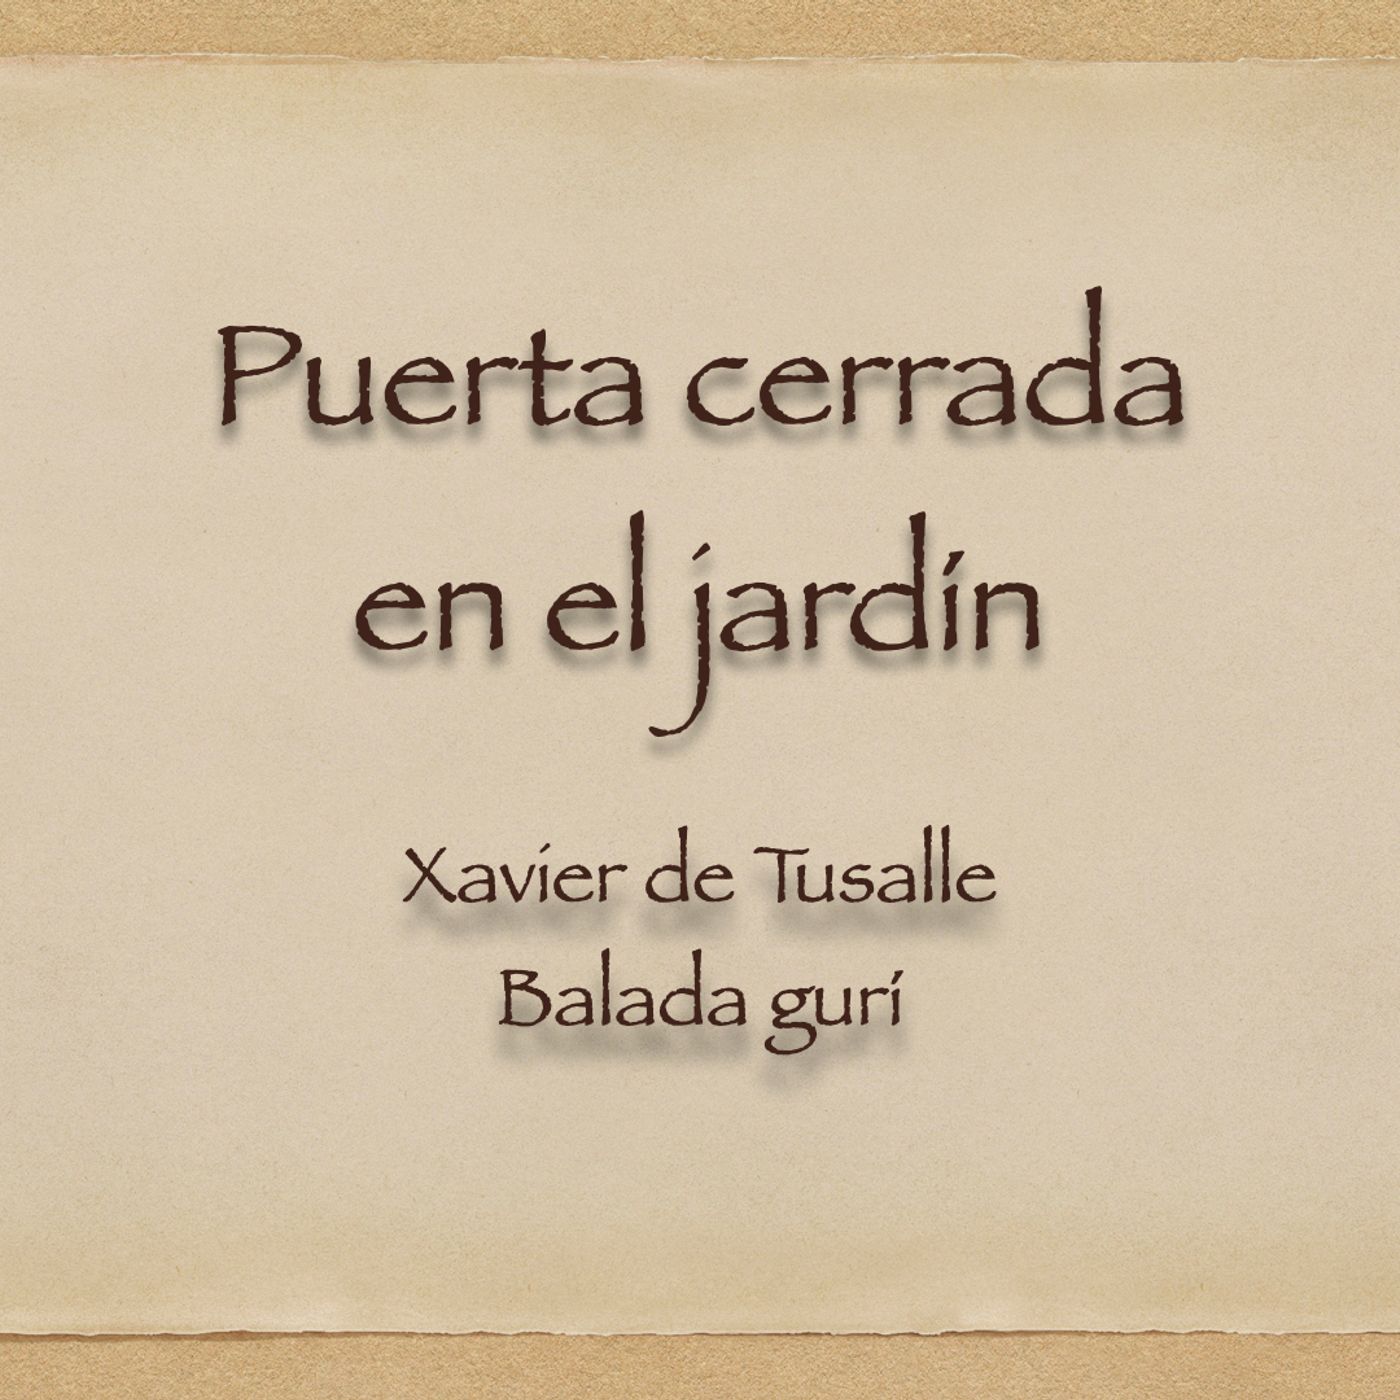 Puerta cerrada
en el jardín
Xavier de Tusalle
Balada gurí